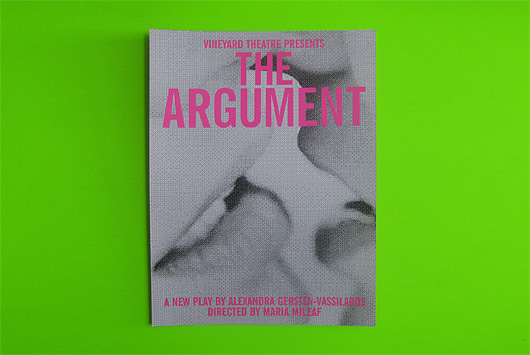 VINEYARD THEATRE PRESENTS
THE
ARGUMENT
A NEW PLAY BY ALEXANDRA GERSTEN-VASSILAROS
DIRECTED BY MARIA MILEAF